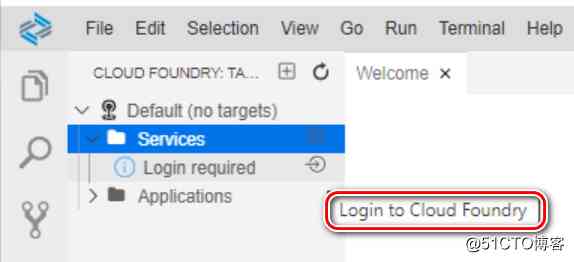 File Edit Selection View Go Run Terminal Help
CLOUD FOUNDRY: TA...
Welcome
Default (no targets)
Services
Login required
Applications
Login to Cloud Foundry
@51CTO博客